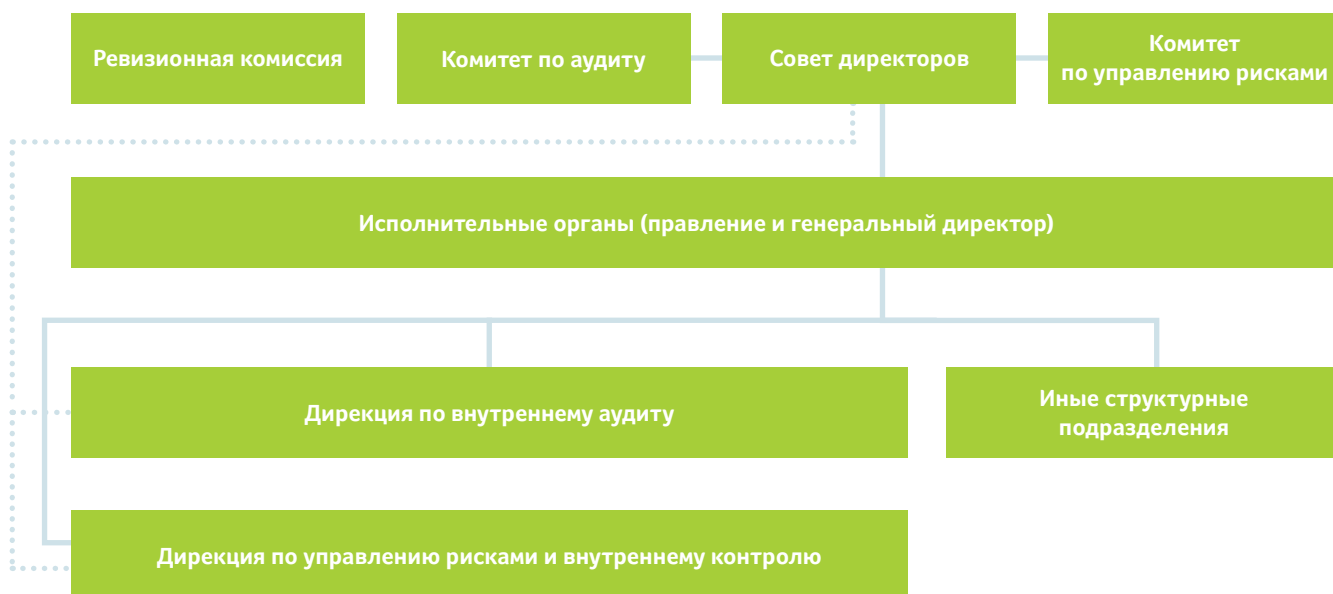 Ревизионная комиссия
Комитет по аудиту
Совет директоров
Комитет
по управлению рисками
Исполнительные органы (правление и генеральный директор)
Дирекция по внутреннему аудиту
Иные структурные
подразделения
Дирекция по управлению рисками и внутреннему контролю